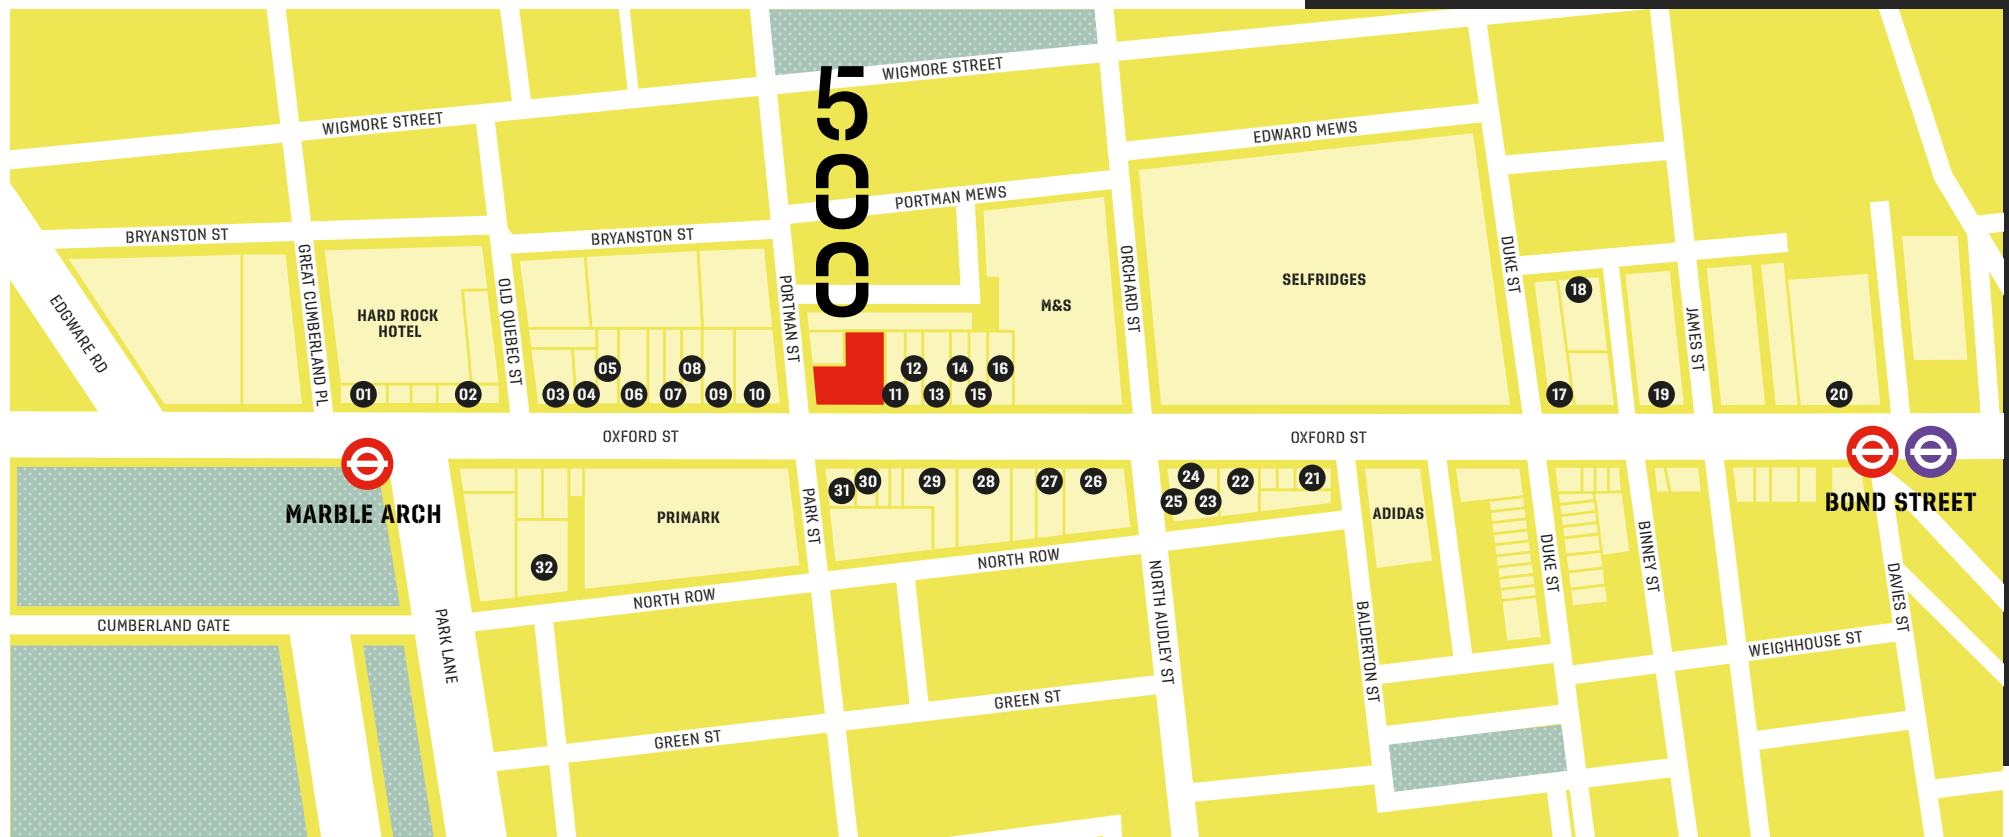 WIGMORE STREET
WIGMORE STREET
5
0
0
EDWARD MEWS
PORTMAN MEWS
BRYANSTON ST
BRYANSTON ST
EDGWARE RD
GREAT CUMBERLAND PL
HARD ROCK
HOTEL
OLD QUEBEC ST
PORTMAN ST
M&S
ORCHARD ST
SELFRIDGES
DUKE ST
JAMES ST
01
02
03
04
05
06
07
08
09
10
11
12
13
14
15
16
17
18
19
20
OXFORD ST
OXFORD ST
MARBLE ARCH
BOND STREET
PRIMARK
PARK ST
31
30
29
28
27
26
25
24
23
22
21
32
ADIDAS
NORTH ROW
NORTH ROW
CUMBERLAND GATE
PARK LANE
NORTH AUDLEY ST
BALDERTON ST
DUKE ST
BINNEY ST
DAVIES ST
WEIGHHOUSE ST
GREEN ST
GREEN ST